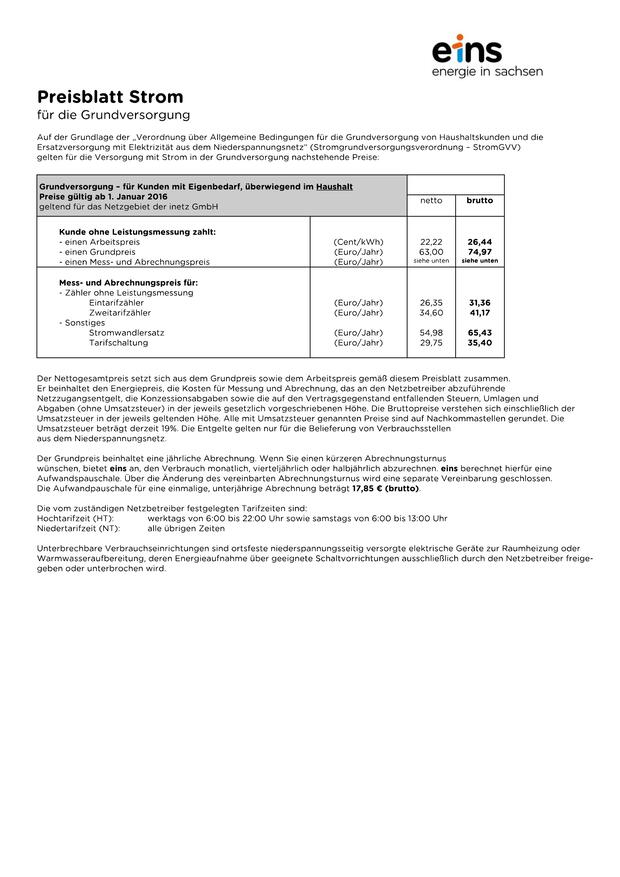 eins
energie in sachsen
Preisblatt Strom
für die Grundversorgung
Auf der Grundlage der „Verordnung über Allgemeine Bedingungen für die Grundversorgung von Haushaltskunden und die
Ersatzversorgung mit Elektrizität aus dem Niederspannungsnetz“ (Stromgrundversorgungsverordnung – StromGVV)
gelten für die Versorgung mit Strom in der Grundversorgung nachstehende Preise:
Grundversorgung – für Kunden mit Eigenbedarf, überwiegend im Haushalt
Preise gültig ab 1. Januar 2016
geltend für das Netzgebiet der inetz GmbH
netto brutto
Kunde ohne Leistungsmessung zahlt:
- einen Arbeitspreis (Cent/kWh) 22,22 26,44
- einen Grundpreis (Euro/Jahr) 63,00 74,97
- einen Mess- und Abrechnungspreis (Euro/Jahr) siehe unten siehe unten
Mess- und Abrechnungspreis für:
- Zähler ohne Leistungsmessung
Eintarifzähler (Euro/Jahr) 26,35 31,36
Zweitarifzähler (Euro/Jahr) 34,60 41,17
- Sonstiges
Stromwandlersatz (Euro/Jahr) 54,98 65,43
Tarifschaltung (Euro/Jahr) 29,75 35,40
Der Nettogesamtpreis setzt sich aus dem Grundpreis sowie dem Arbeitspreis gemäß diesem Preisblatt zusammen.
Er beinhaltet den Energiepreis, die Kosten für Messung und Abrechnung, das an den Netzbetreiber abzuführende
Netzzugangsentgelt, die Konzessionsabgaben sowie die auf den Vertragsgegenstand entfallenden Steuern, Umlagen und
Abgaben (ohne Umsatzsteuer) in der jeweils gesetzlich vorgeschriebenen Höhe. Die Bruttopreise verstehen sich einschließlich der
Umsatzsteuer in der jeweils geltenden Höhe. Alle mit Umsatzsteuer genannten Preise sind auf Nachkommastellen gerundet. Die
Umsatzsteuer beträgt derzeit 19%. Die Entgelte gelten nur für die Belieferung von Verbrauchsstellen
aus dem Niederspannungsnetz.
Der Grundpreis beinhaltet eine jährliche Abrechnung. Wenn Sie einen kürzeren Abrechnungsturnus
wünschen, bietet eins an, den Verbrauch monatlich, vierteljährlich oder halbjährlich abzurechnen. eins berechnet hierfür eine
Aufwandspauschale. Über die Änderung des vereinbarten Abrechnungsturnus wird eine separate Vereinbarung geschlossen.
Die Aufwandpauschale für eine einmalige, unterjährige Abrechnung beträgt 17,85 € (brutto).
Die vom zuständigen Netzbetreiber festgelegten Tarifzeiten sind:
Hochtarifzeit (HT): werktags von 6:00 bis 22:00 Uhr sowie samstags von 6:00 bis 13:00 Uhr
Niedertarifzeit (NT): alle übrigen Zeiten
Unterbrechbare Verbrauchseinrichtungen sind ortsfeste niederspannungsseitig versorgte elektrische Geräte zur Raumheizung oder
Warmwasseraufbereitung, deren Energieaufnahme über geeignete Schaltvorrichtungen ausschließlich durch den Netzbetreiber freige-
geben oder unterbrochen wird.